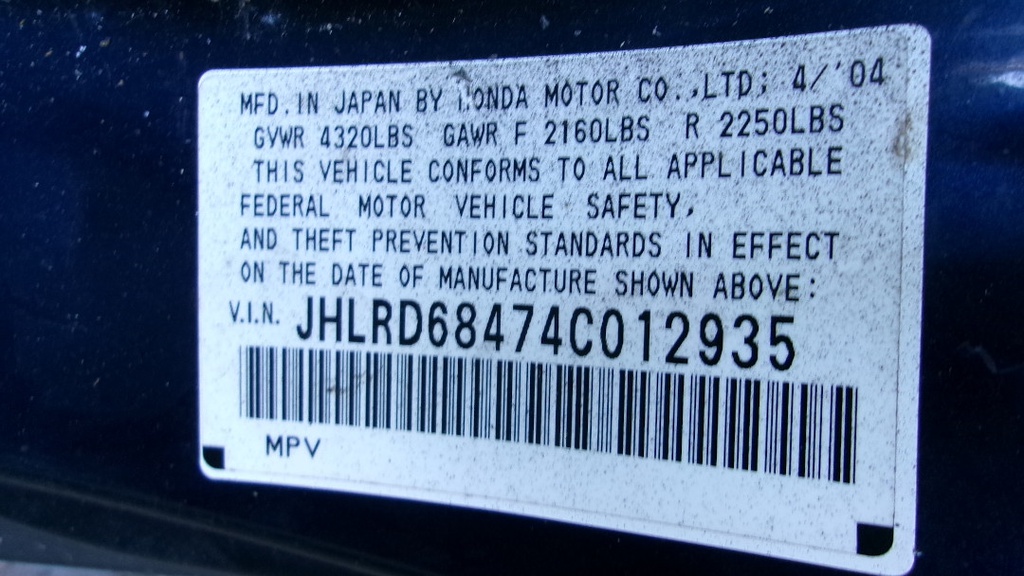 MFD. IN JAPAN BY HONDA MOTOR CO.,LTD; 4/'04
GVWR 4320LBS GAWR F 2160LBS R 2250LBS
THIS VEHICLE CONFORMS TO ALL APPLICABLE
FEDERAL MOTOR VEHICLE SAFETY,
AND THEFT PREVENTION STANDARDS IN EFFECT
ON THE DATE OF MANUFACTURE SHOWN ABOVE:
V.I.N. JHLRD68474C012935
MPV